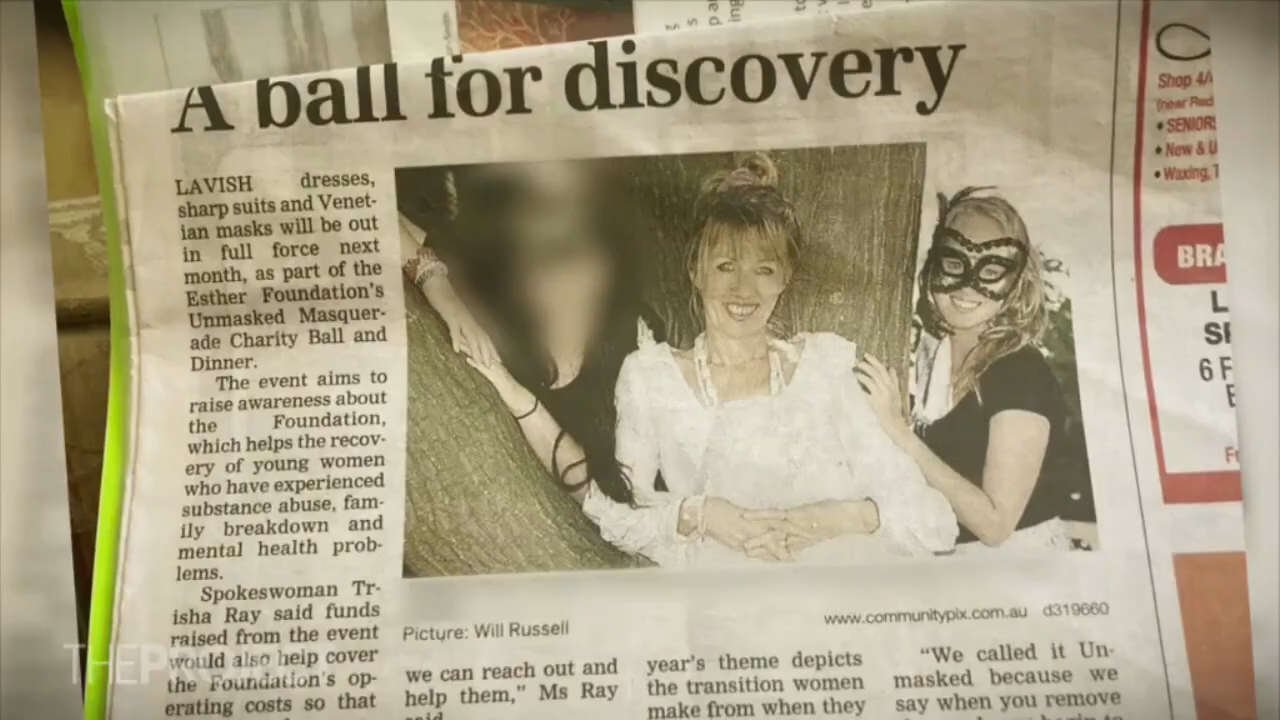 A ball for discovery
LAVISH dresses,
sharp suits and Venet-
ian masks will be out
in full force next
month, as part of the
Esther Foundation's
Unmasked Masquer-
ade Charity Ball and
Dinner.
The event aims to
raise awareness about
the Foundation,
which helps the recov-
ery of young women
who have experienced
substance abuse, fam-
ily breakdown and
mental health prob-
lems.
Spokeswoman Tr-
isha Ray said funds
raised from the event
would also help cover
the Foundation's op-
erating costs so that
Picture: Will Russell
www.communitypix.com.au d319660
we can reach out and
help them," Ms Ray
said.
year's theme depicts
the transition women
make from when they
"We called it Un-
masked because we
say when you remove
Shop 4/
(near Red
• SENIORS
• New & U
• Waxing, T
BRA
L
6 F
THE PRO